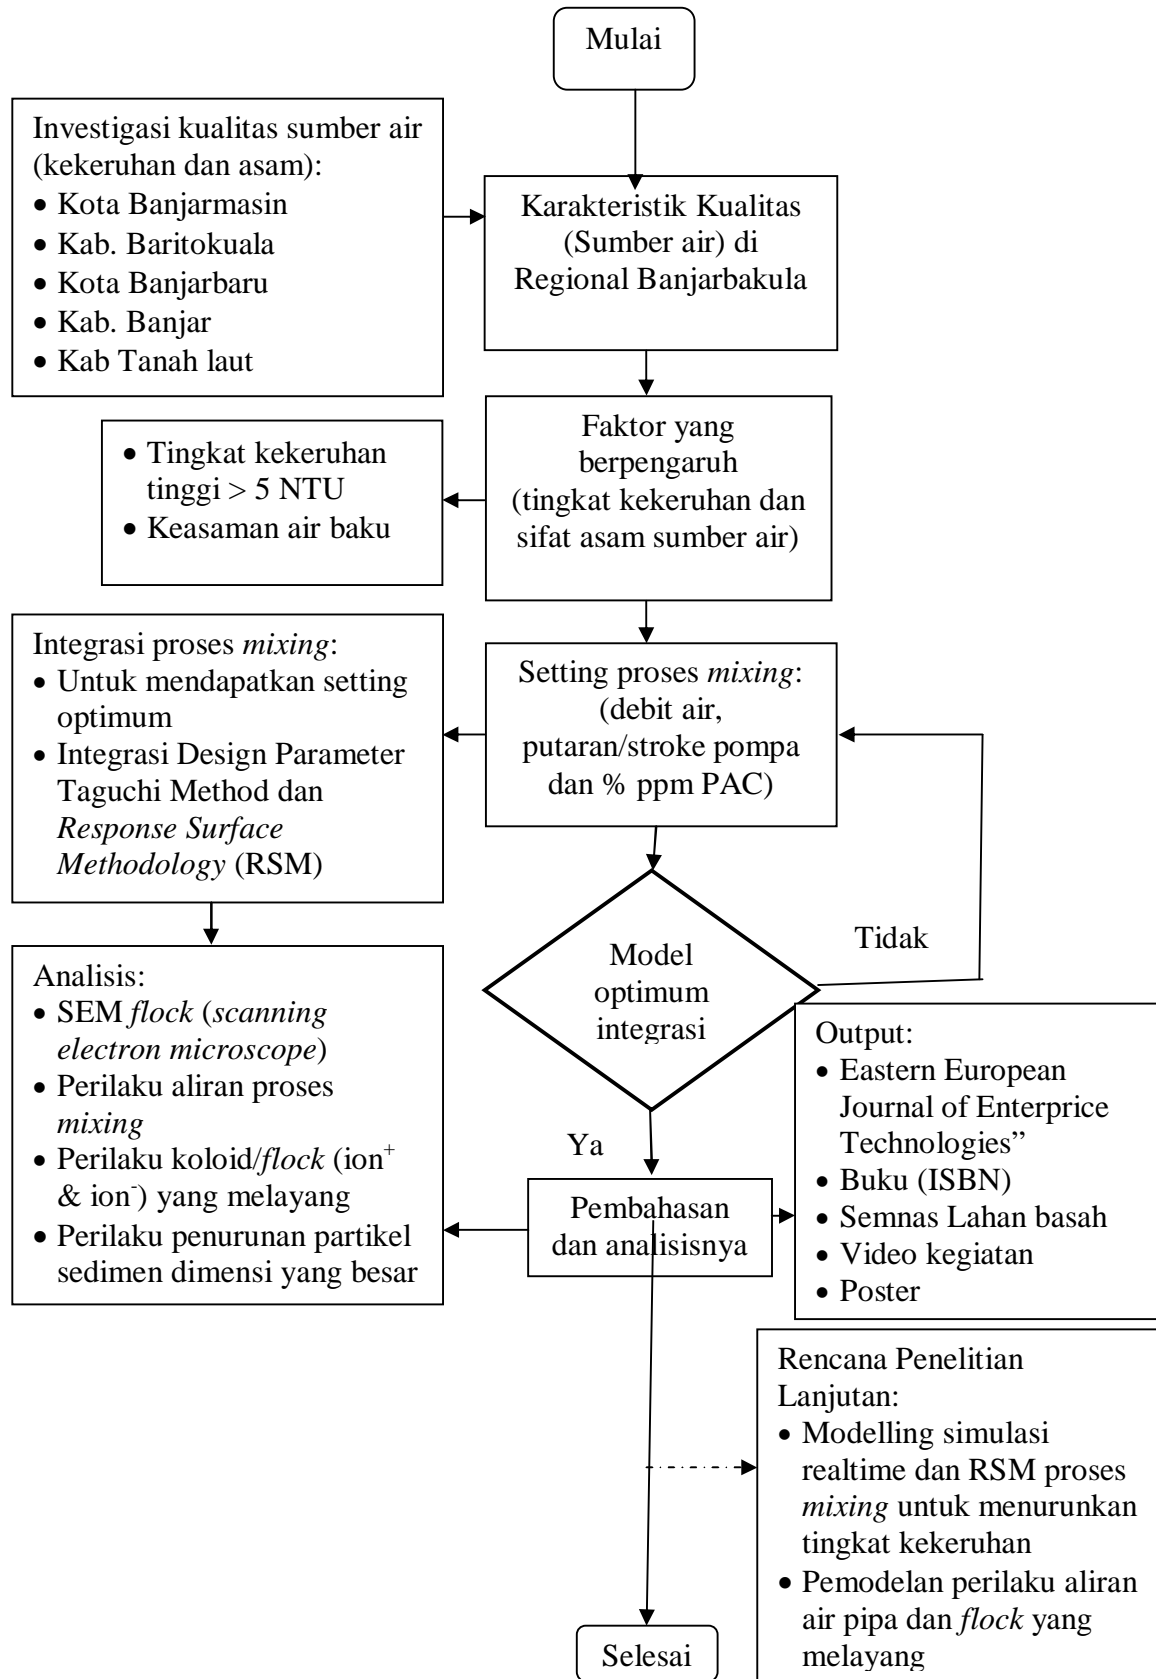 Mulai
Investigasi kualitas sumber air
(kekeruhan dan asam):
• Kota Banjarmasin
• Kab. Baritokuala
• Kota Banjarbaru
• Kab. Banjar
• Kab Tanah laut
Karakteristik Kualitas
(Sumber air) di
Regional Banjarbakula
Faktor yang
berpengaruh
(tingkat kekeruhan dan
sifat asam sumber air)
• Tingkat kekeruhan
tinggi > 5 NTU
• Keasaman air baku
Integrasi proses mixing:
• Untuk mendapatkan setting
optimum
• Integrasi Design Parameter
Taguchi Method dan
Response Surface
Methodology (RSM)
Setting proses mixing:
(debit air,
putaran/stroke pompa
dan % ppm PAC)
Tidak
Model
optimum
integrasi
Analisis:
• SEM flock (scanning
electron microscope)
• Perilaku aliran proses
mixing
• Perilaku koloid/flock (ion⁺
& ion⁻) yang melayang
• Perilaku penurunan partikel
sedimen dimensi yang besar
Ya
Pembahasan
dan analisisnya
Output:
• Eastern European
Journal of Enterprice
Technologies”
• Buku (ISBN)
• Semnas Lahan basah
• Video kegiatan
• Poster
Rencana Penelitian
Lanjutan:
• Modelling simulasi
realtime dan RSM proses
mixing untuk menurunkan
tingkat kekeruhan
• Pemodelan perilaku aliran
air pipa dan flock yang
melayang
Selesai